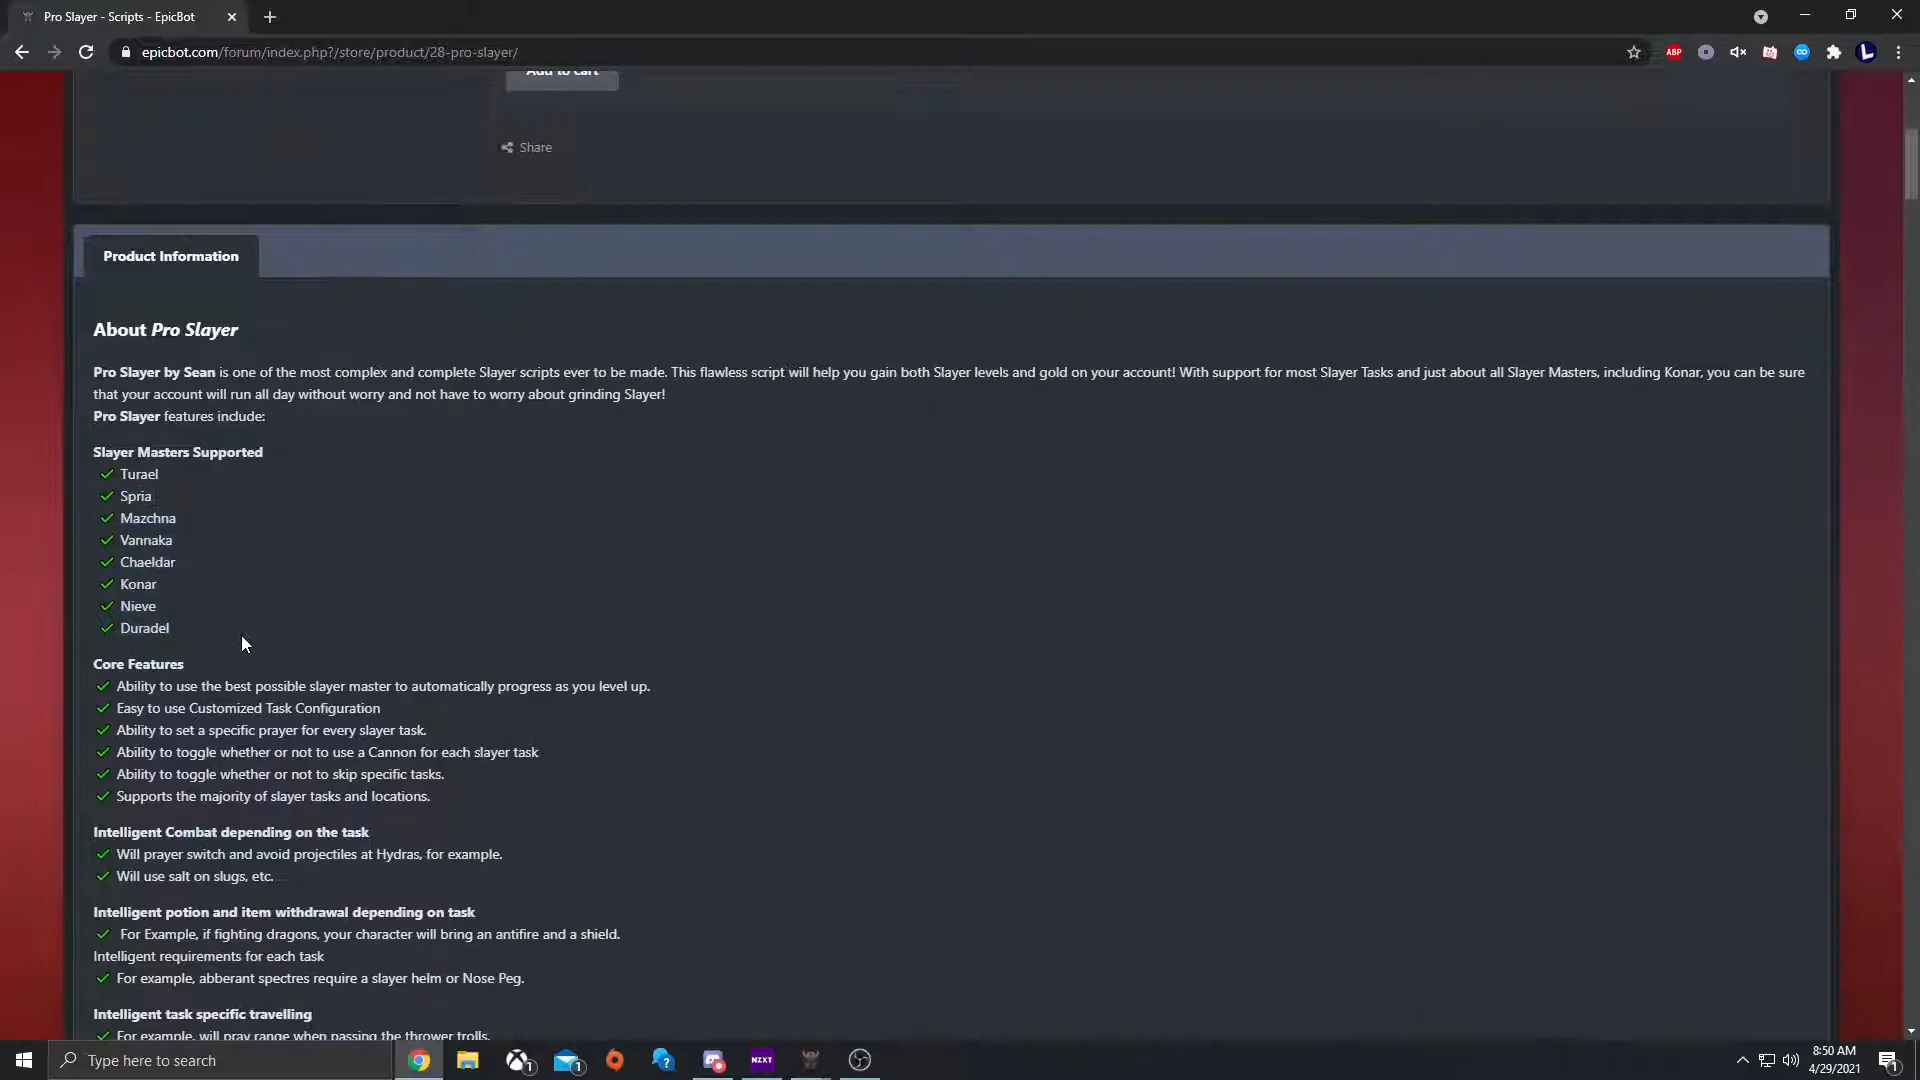 Pro Slayer - Scripts - EpicBot
epicbot.com/forum/index.php?/store/product/28-pro-slayer/
ABP
L
Add to cart
Share
Product Information
About Pro Slayer
Pro Slayer by Sean is one of the most complex and complete Slayer scripts ever to be made. This flawless script will help you gain both Slayer levels and gold on your account! With support for most Slayer Tasks and just about all Slayer Masters, including Konar, you can be sure
that your account will run all day without worry and not have to worry about grinding Slayer!
Pro Slayer features include:
Slayer Masters Supported
Turael
Spria
Mazchna
Vannaka
Chaeldar
Konar
Nieve
Duradel
Core Features
Ability to use the best possible slayer master to automatically progress as you level up.
Easy to use Customized Task Configuration
Ability to set a specific prayer for every slayer task.
Ability to toggle whether or not to use a Cannon for each slayer task
Ability to toggle whether or not to skip specific tasks.
Supports the majority of slayer tasks and locations.
Intelligent Combat depending on the task
Will prayer switch and avoid projectiles at Hydras, for example.
Will use salt on slugs, etc.
Intelligent potion and item withdrawal depending on task
For Example, if fighting dragons, your character will bring an antifire and a shield.
Intelligent requirements for each task
For example, abberant spectres require a slayer helm or Nose Peg.
Intelligent task specific travelling
For example, will pray range when passing the thrower trolls.
Type here to search
1
1
NZXT
8:50 AM
4/29/2021
1